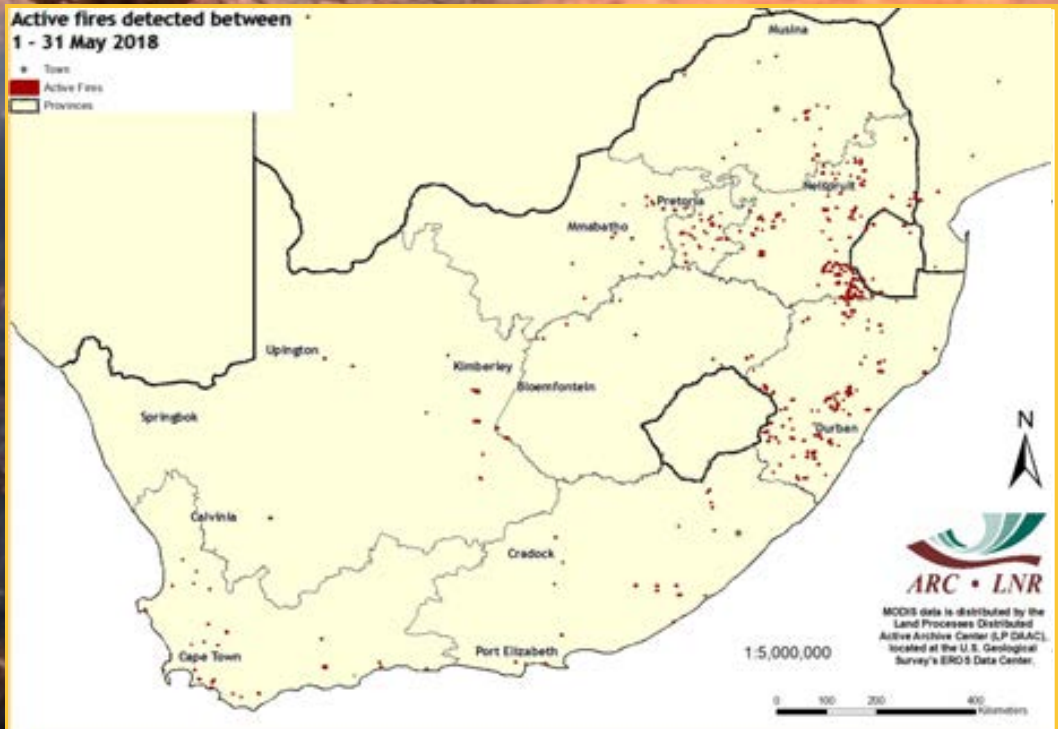 Active fires detected between
1 - 31 May 2018
Town
Active Fires
Provinces
Musina
Nelspruit
Pretoria
Mmabatho
Upington
Kimberley
Bloemfontein
Springbok
Durban
Calvinia
Cradock
Port Elizabeth
Cape Town
N
ARC • LNR
MODIS data is distributed by the
Land Processes Distributed
Active Archive Center (LP DAAC),
located at the U.S. Geological
Survey's EROS Data Center.
1:5,000,000
0 100 200 400
Kilometers